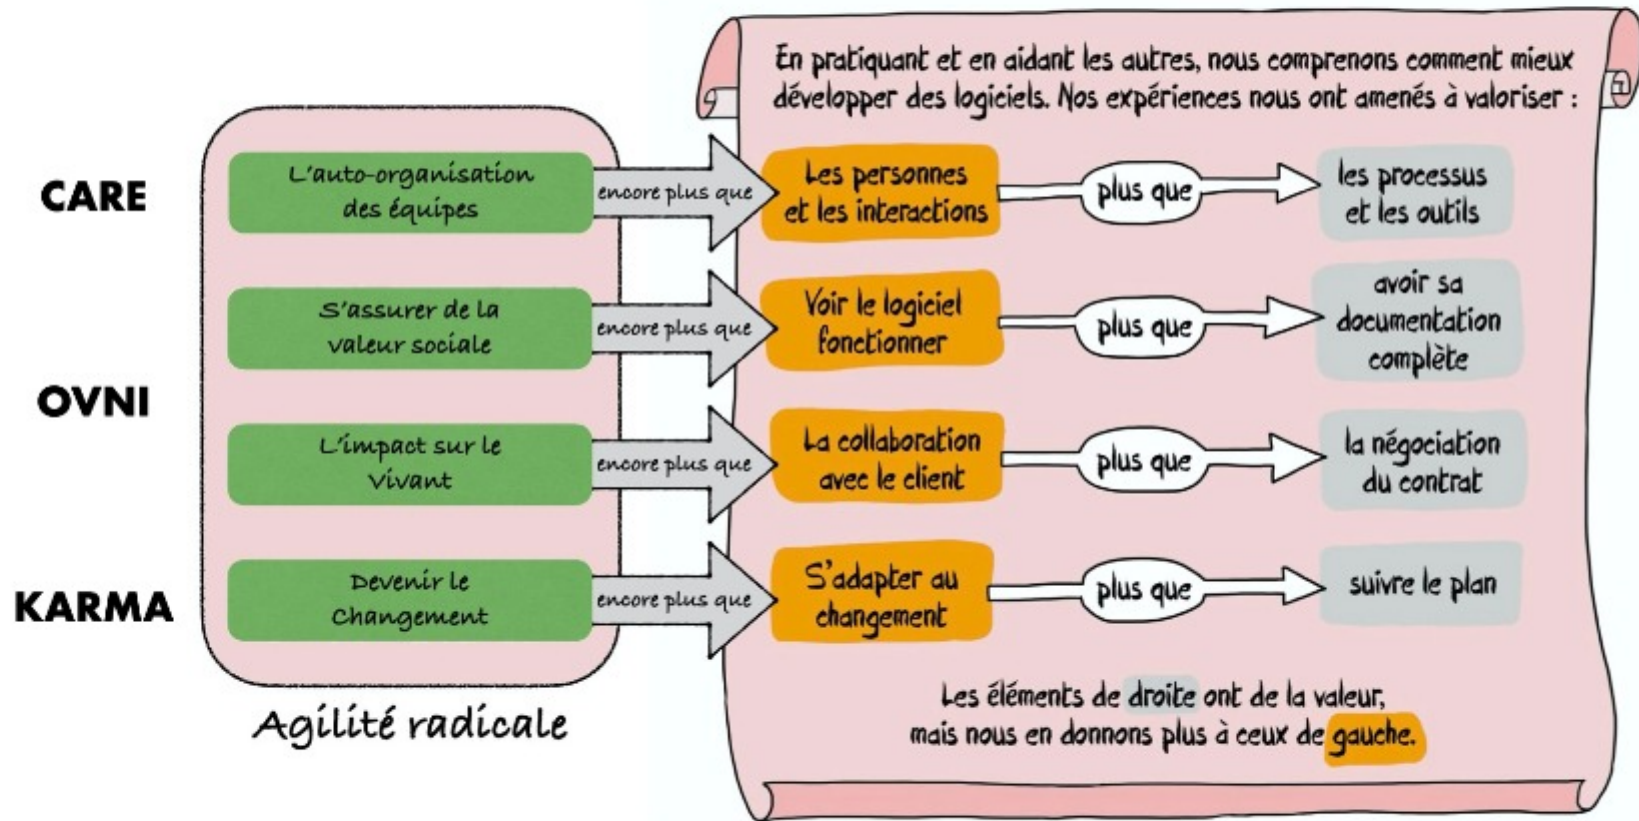 En pratiquant et en aidant les autres, nous comprenons comment mieux
développer des logiciels. Nos expériences nous ont amenés à valoriser :
CARE
L'auto-organisation
des équipes
encore plus que
Les personnes
et les interactions
plus que
les processus
et les outils
S'assurer de la
valeur sociale
encore plus que
Voir le logiciel
fonctionner
plus que
avoir sa
documentation
complète
OVNI
L'impact sur le
Vivant
encore plus que
La collaboration
avec le client
plus que
la négociation
du contrat
KARMA
Devenir le
Changement
encore plus que
S'adapter au
changement
plus que
suivre le plan
Agilité radicale
Les éléments de droite ont de la valeur,
mais nous en donnons plus à ceux de gauche.